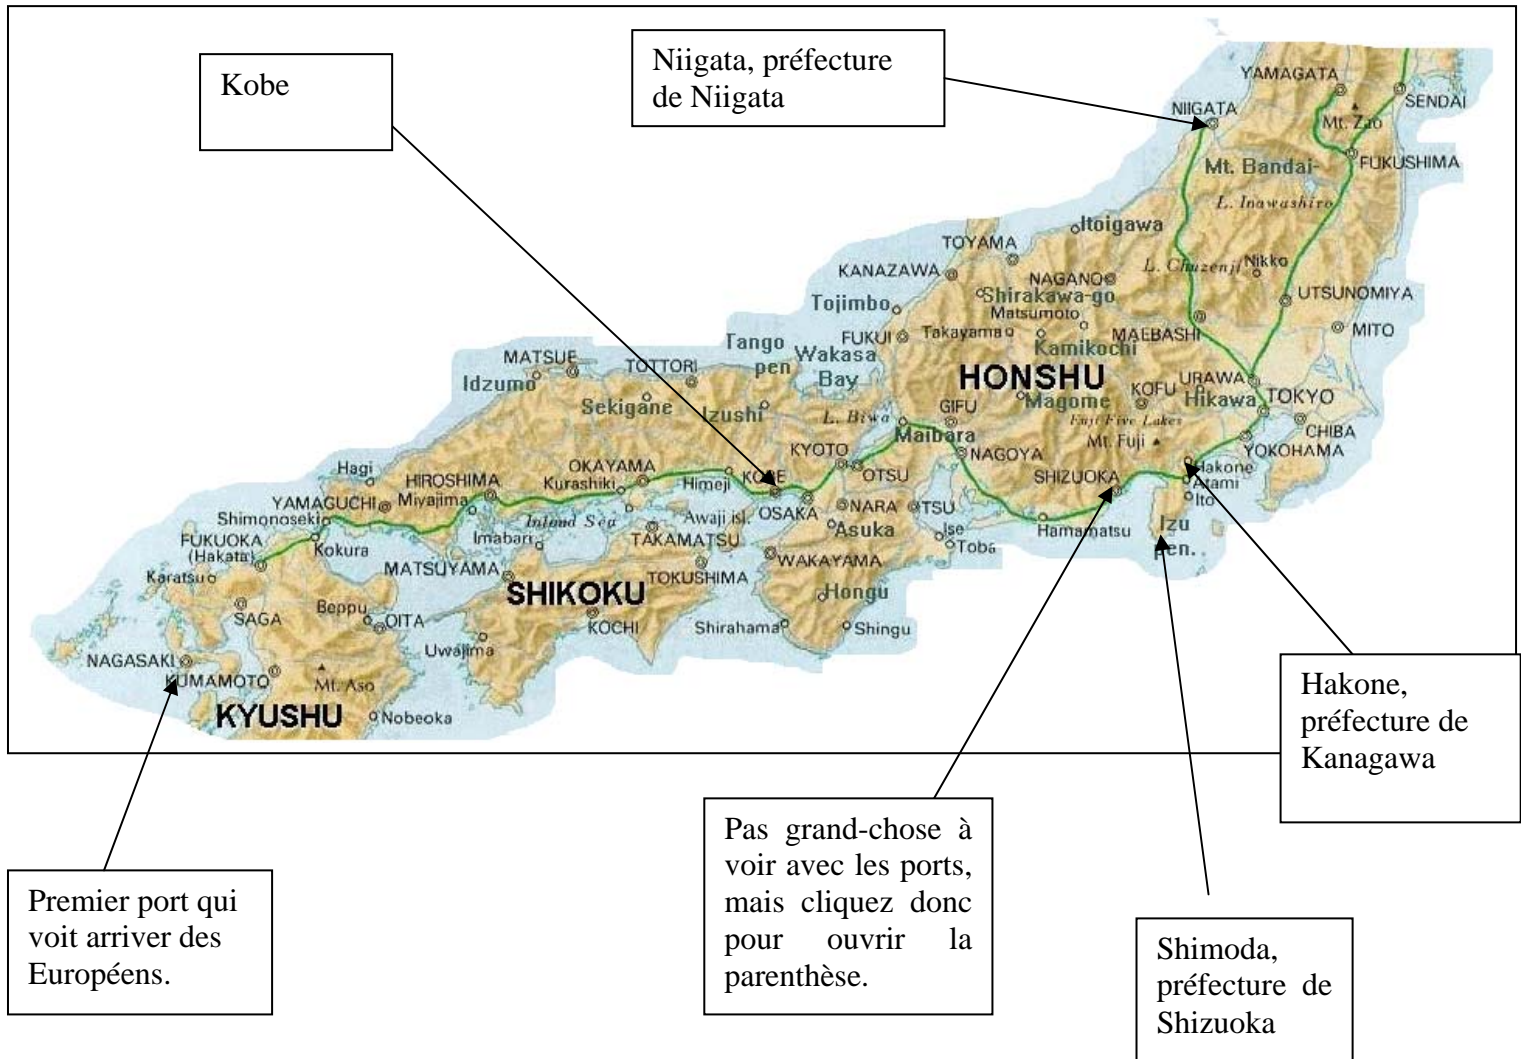 Kobe
Niigata, préfecture
de Niigata
YAMAGATA
SENDAI
NIIGATA
Mt. Zao
FUKUSHIMA
Mt. Bandai-
L. Inawashiro
Itoigawa
TOYAMA
KANAZAWA
NAGANO
L. Chuzenji
Nikko
Shirakawa-go
UTSUNOMIYA
Tojimbo
Matsumoto
Takayama
MAEBASHI
MITO
FUKUI
Kamikochi
Tango
pen
Wakasa
Bay
MATSUE
TOTTORI
Idzumo
HONSHU
KOFU
URAWA
TOKYO
Sekigane
Izushi
Magome
Hikawa
L. Biwa
GIFU
Fuji Five Lakes
CHIBA
Maibara
Mt. Fuji
YOKOHAMA
KYOTO
NAGOYA
Hagi
HIROSHIMA
OKAYAMA
Kurashiki
Himeji
KOBE
OTSU
SHIZUOKA
Hakone
Atami
Ito
YAMAGUCHI
Miyajima
OSAKA
NARA
TSU
Shimonoseki
Inland Sea
Awaji isl.
Asuka
Ise
Toba
Hamamatsu
Izu
pen.
FUKUOKA
(Hakata)
Kokura
Imabari
TAKAMATSU
WAKAYAMA
Karatsu
MATSUYAMA
TOKUSHIMA
SHIKOKU
Hongu
SAGA
Beppu
OITA
KOCHI
Shirahama
Shingu
Uwajima
NAGASAKI
KUMAMOTO
Mt. Aso
KYUSHU
Nobeoka
Hakone,
préfecture de
Kanagawa
Pas grand-chose à
voir avec les ports,
mais cliquez donc
pour ouvrir la
parenthèse.
Premier port qui
voit arriver des
Européens.
Shimoda,
préfecture de
Shizuoka